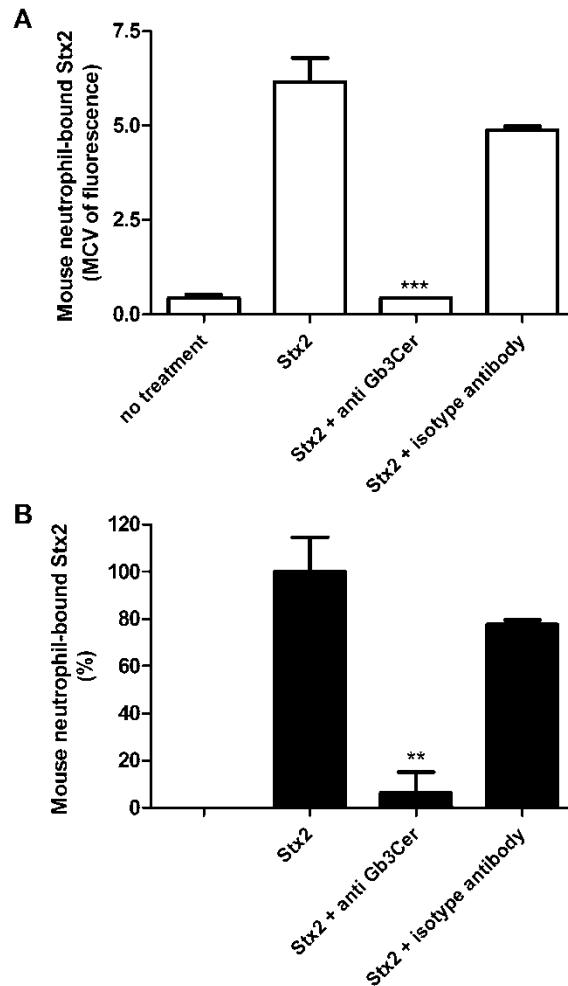 A
Mouse neutrophil-bound Stx2
(MCV of fluorescence)
7.5
5.0
2.5
0.0
***
no treatment
Stx2
Stx2 + anti Gb3Cer
Stx2 + isotype antibody
B
Mouse neutrophil-bound Stx2
(%)
120
100
80
60
40
20
0
**
Stx2
Stx2 + anti Gb3Cer
Stx2 + isotype antibody